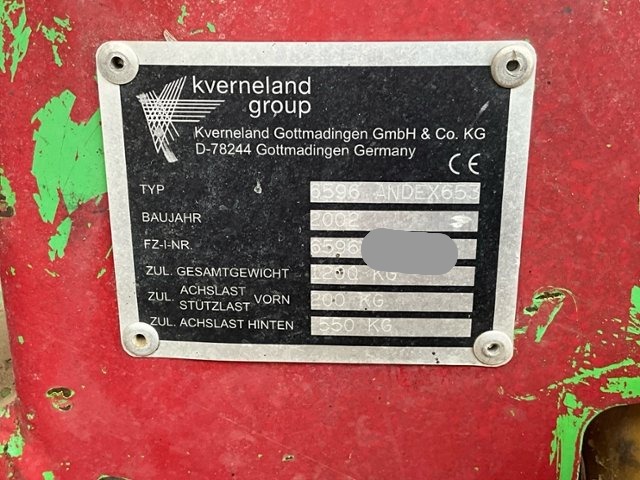 kverneland
group
Kverneland Gottmadingen GmbH & Co. KG
D-78244 Gottmadingen Germany
CE
TYP 6596 ANDEX653
BAUJAHR 2002
FZ-I-NR. 6596
ZUL. GESAMTGEWICHT 1290 KG
ZUL. ACHSLAST STÜTZLAST VORN 200 KG
ZUL. ACHSLAST HINTEN 550 KG